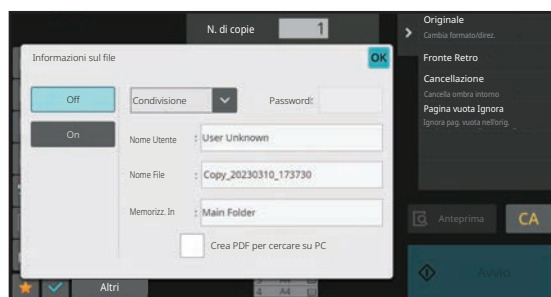 N. di copie 1
Informazioni sul file
OK
Off
Condivisione
Password:
On
Nome Utente : User Unknown
Nome File : Copy_20230310_173730
Memorizz. In : Main Folder
Crea PDF per cercare su PC
Altri
4 A4
Originale
Cambia formato/direz.
Fronte Retro
Cancellazione
Cancella ombra intorno
Pagina vuota Ignora
Ignora pag. vuota nell'orig.
Anteprima
CA
Avvio